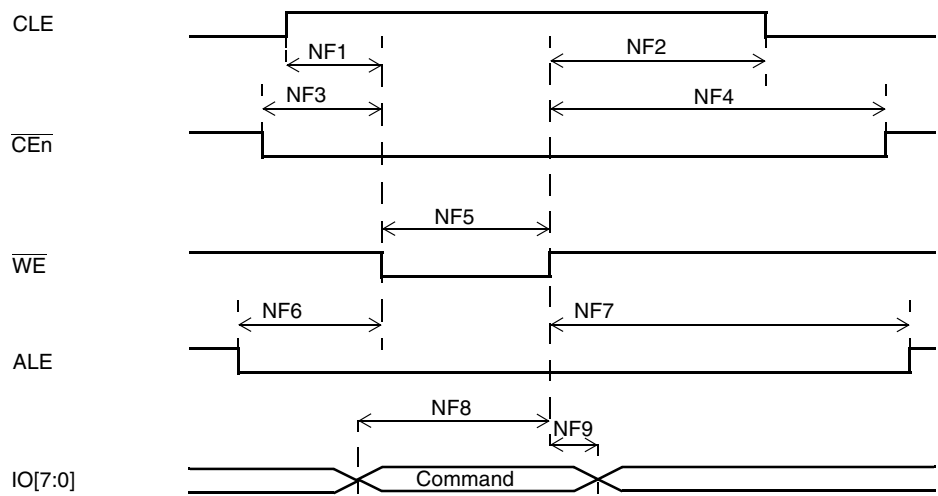 CLE
NF1
NF2
NF3
NF4
CEn
NF5
WE
NF6
NF7
ALE
NF8
NF9
IO[7:0]
Command